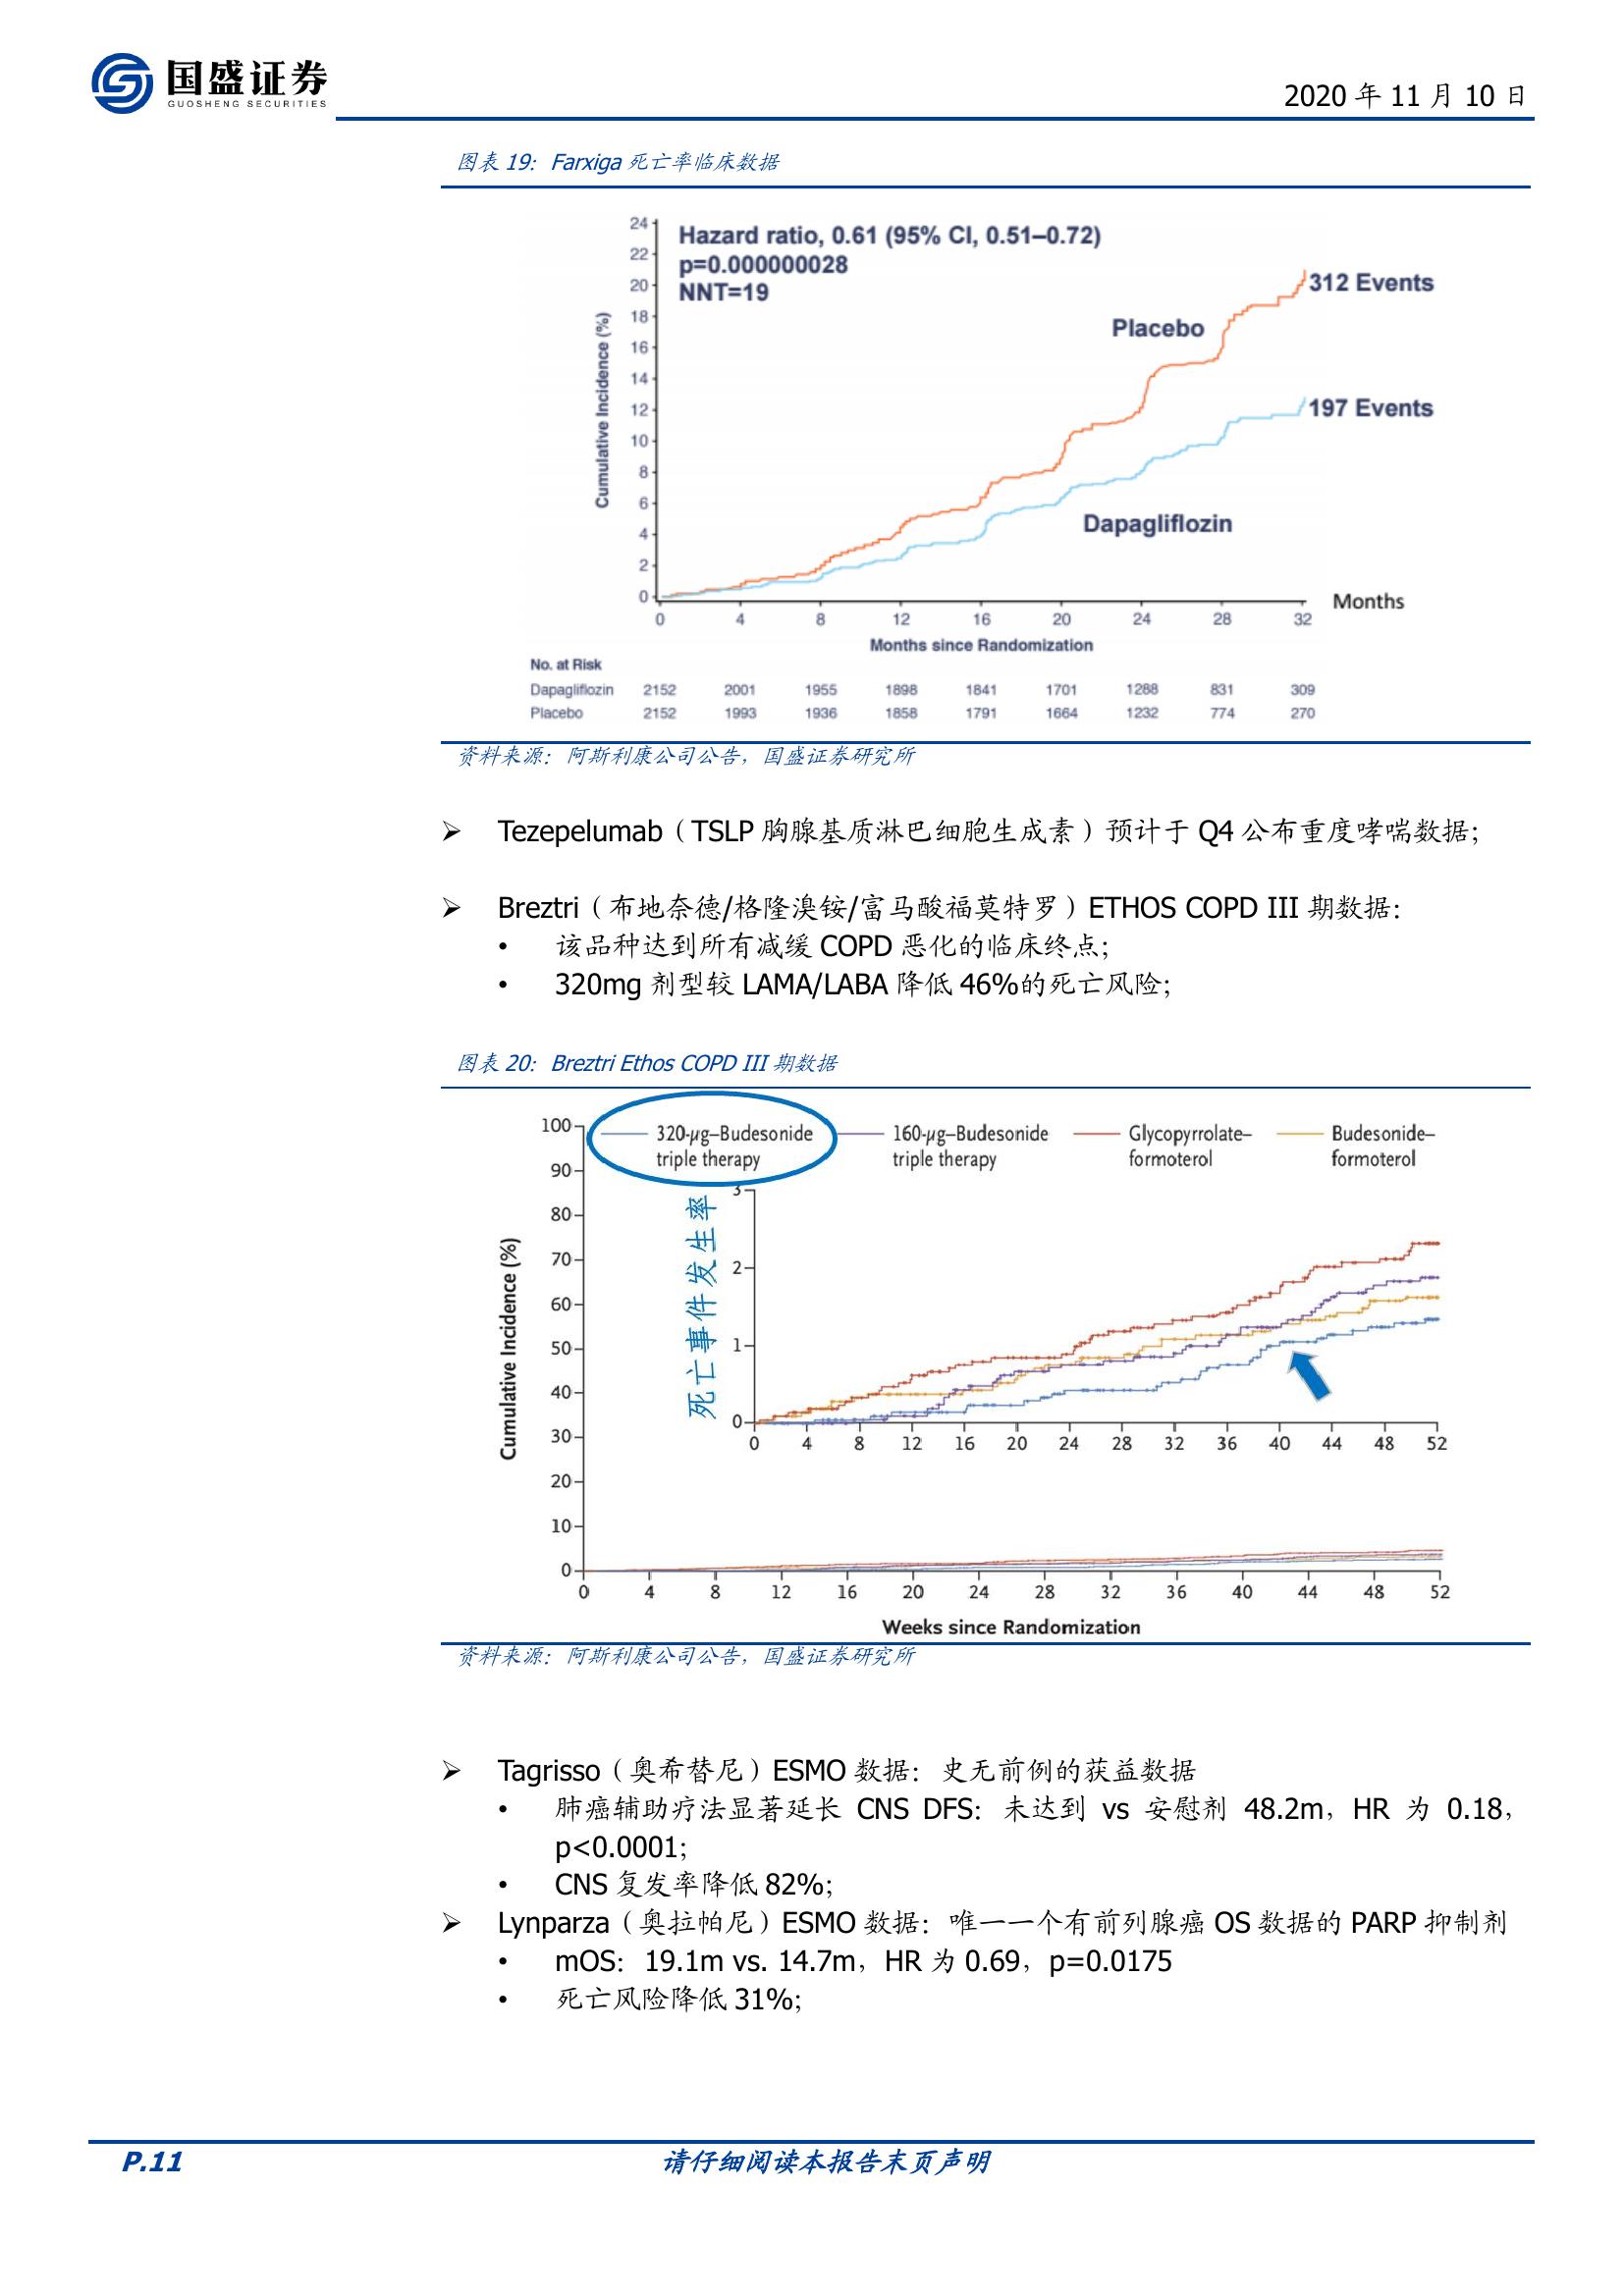 国盛证券
GUOSHENG SECURITIES
2020 年 11 月 10 日
图表 19：Farxiga 死亡率临床数据
Hazard ratio, 0.61 (95% CI, 0.51–0.72)
p=0.000000028
NNT=19
312 Events
Placebo
197 Events
Dapagliflozin
Cumulative Incidence (%)
24
22
20
18
16
14
12
10
8
6
4
2
0
0 4 8 12 16 20 24 28 32
Months
Months since Randomization
No. at Risk
Dapagliflozin 2152 2001 1955 1898 1841 1701 1288 831 309
Placebo 2152 1993 1936 1858 1791 1664 1232 774 270
资料来源：阿斯利康公司公告，国盛证券研究所
➢ Tezepelumab（TSLP 胸腺基质淋巴细胞生成素）预计于 Q4 公布重度哮喘数据；
➢ Breztri（布地奈德/格隆溴铵/富马酸福莫特罗）ETHOS COPD III 期数据：
• 该品种达到所有减缓 COPD 恶化的临床终点；
• 320mg 剂型较 LAMA/LABA 降低 46%的死亡风险；
图表 20：Breztri Ethos COPD III 期数据
320-μg–Budesonide triple therapy
160-μg–Budesonide triple therapy
Glycopyrrolate–formoterol
Budesonide–formoterol
Cumulative Incidence (%)
100
90
80
70
60
50
40
30
20
10
0
死亡事件发生率
3
2
1
0
0 4 8 12 16 20 24 28 32 36 40 44 48 52
0 4 8 12 16 20 24 28 32 36 40 44 48 52
Weeks since Randomization
资料来源：阿斯利康公司公告，国盛证券研究所
➢ Tagrisso（奥希替尼）ESMO 数据：史无前例的获益数据
• 肺癌辅助疗法显著延长 CNS DFS：未达到 vs 安慰剂 48.2m，HR 为 0.18，
p<0.0001；
• CNS 复发率降低 82%；
➢ Lynparza（奥拉帕尼）ESMO 数据：唯一一个有前列腺癌 OS 数据的 PARP 抑制剂
• mOS：19.1m vs. 14.7m，HR 为 0.69，p=0.0175
• 死亡风险降低 31%；
P.11
请仔细阅读本报告末页声明